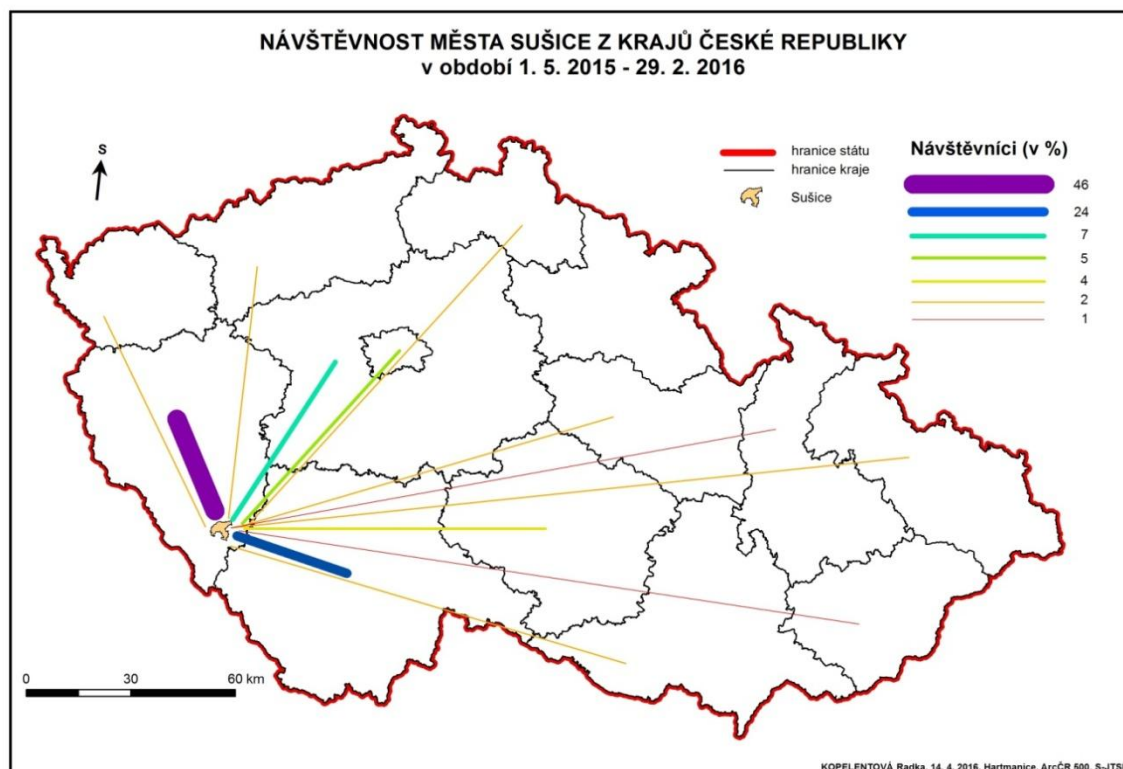 NÁVŠTĚVNOST MĚSTA SUŠICE Z KRAJŮ ČESKÉ REPUBLIKY
v období 1. 5. 2015 - 29. 2. 2016
S
hranice státu
hranice kraje
Sušice
Návštěvníci (v %)
46
24
7
5
4
2
1
0 30 60 km
KOPELENTOVÁ Radka, 14. 4. 2016, Hartmanice, ArcČR 500, S-JTSK